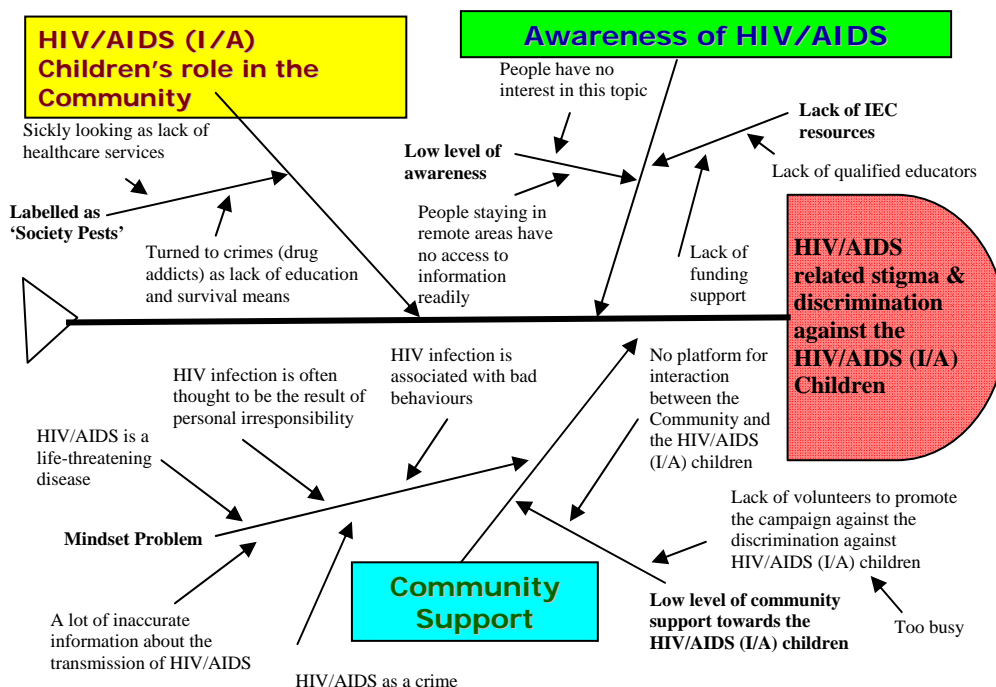 HIV/AIDS (I/A)
Children's role in the
Community
Awareness of HIV/AIDS
People have no
interest in this topic
Sickly looking as lack of
healthcare services
Low level of
awareness
Lack of IEC
resources
Lack of qualified educators
Labelled as
'Society Pests'
Turned to crimes (drug
addicts) as lack of education
and survival means
People staying in
remote areas have
no access to
information
readily
Lack of
funding
support
HIV/AIDS
related stigma &
discrimination
against the
HIV/AIDS (I/A)
Children
HIV infection is often
thought to be the result of
personal irresponsibility
HIV infection is
associated with bad
behaviours
No platform for
interaction
between the
Community and
the HIV/AIDS
(I/A) children
HIV/AIDS is a
life-threatening
disease
Mindset Problem
Lack of volunteers to promote
the campaign against the
discrimination against
HIV/AIDS (I/A) children
Community
Support
Low level of community
support towards the
HIV/AIDS (I/A) children
Too busy
A lot of inaccurate
information about the
transmission of HIV/AIDS
HIV/AIDS as a crime